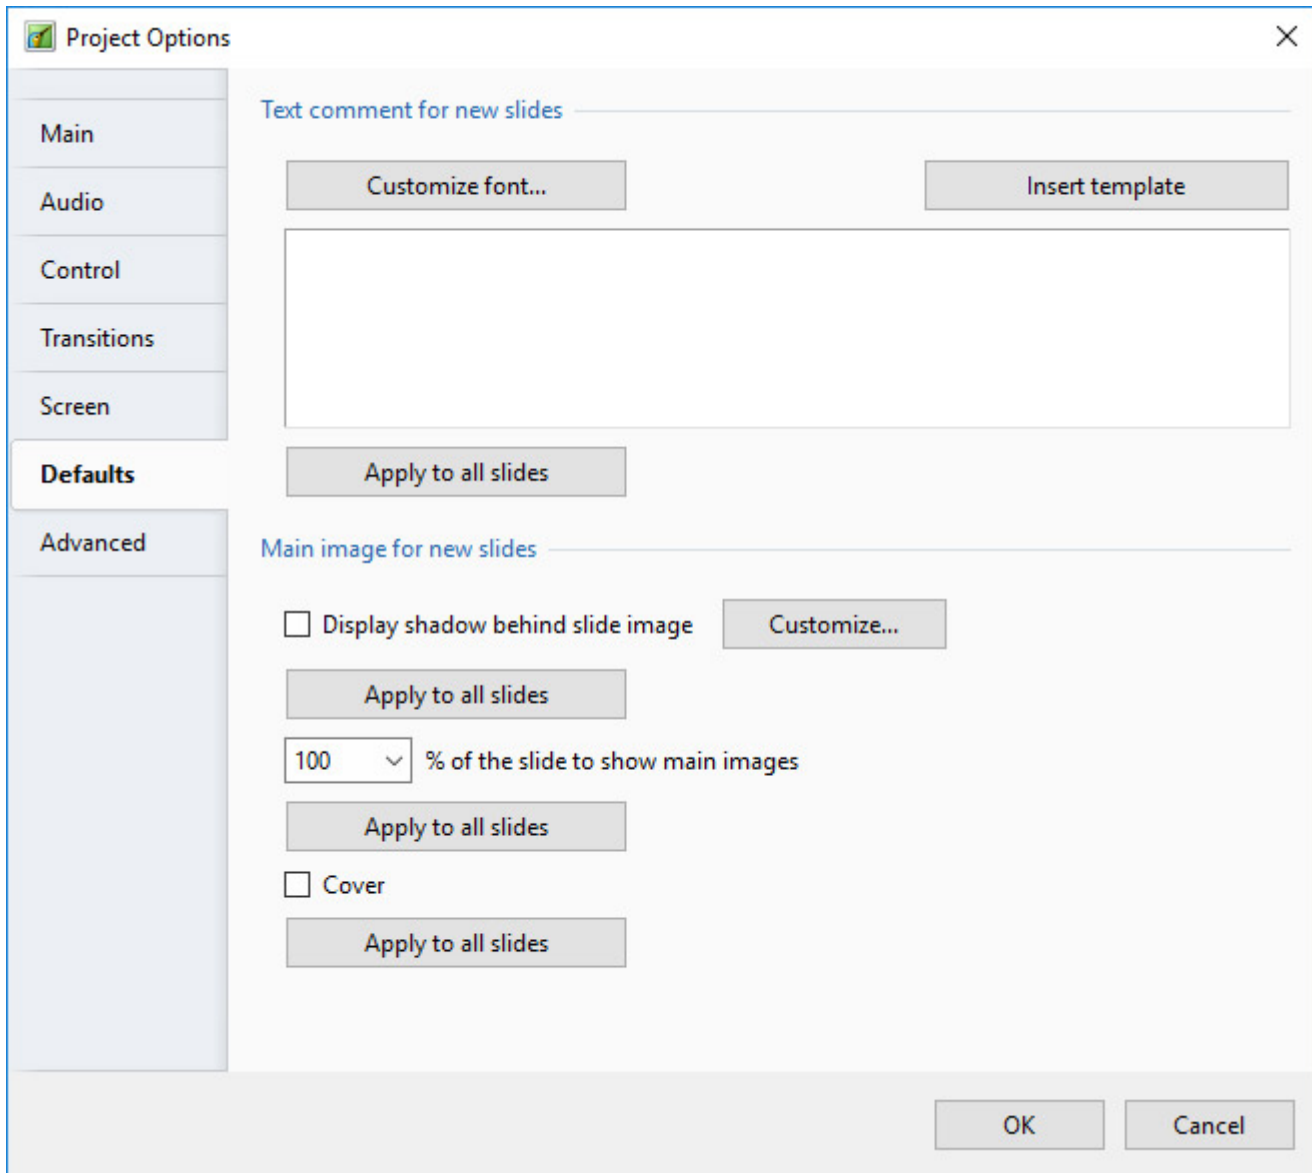 Project Options
Main
Audio
Control
Transitions
Screen
Defaults
Advanced
Text comment for new slides
Customize font... Insert template
Apply to all slides
Main image for new slides
Display shadow behind slide image Customize...
Apply to all slides
100 % of the slide to show main images
Apply to all slides
Cover
Apply to all slides
OK Cancel